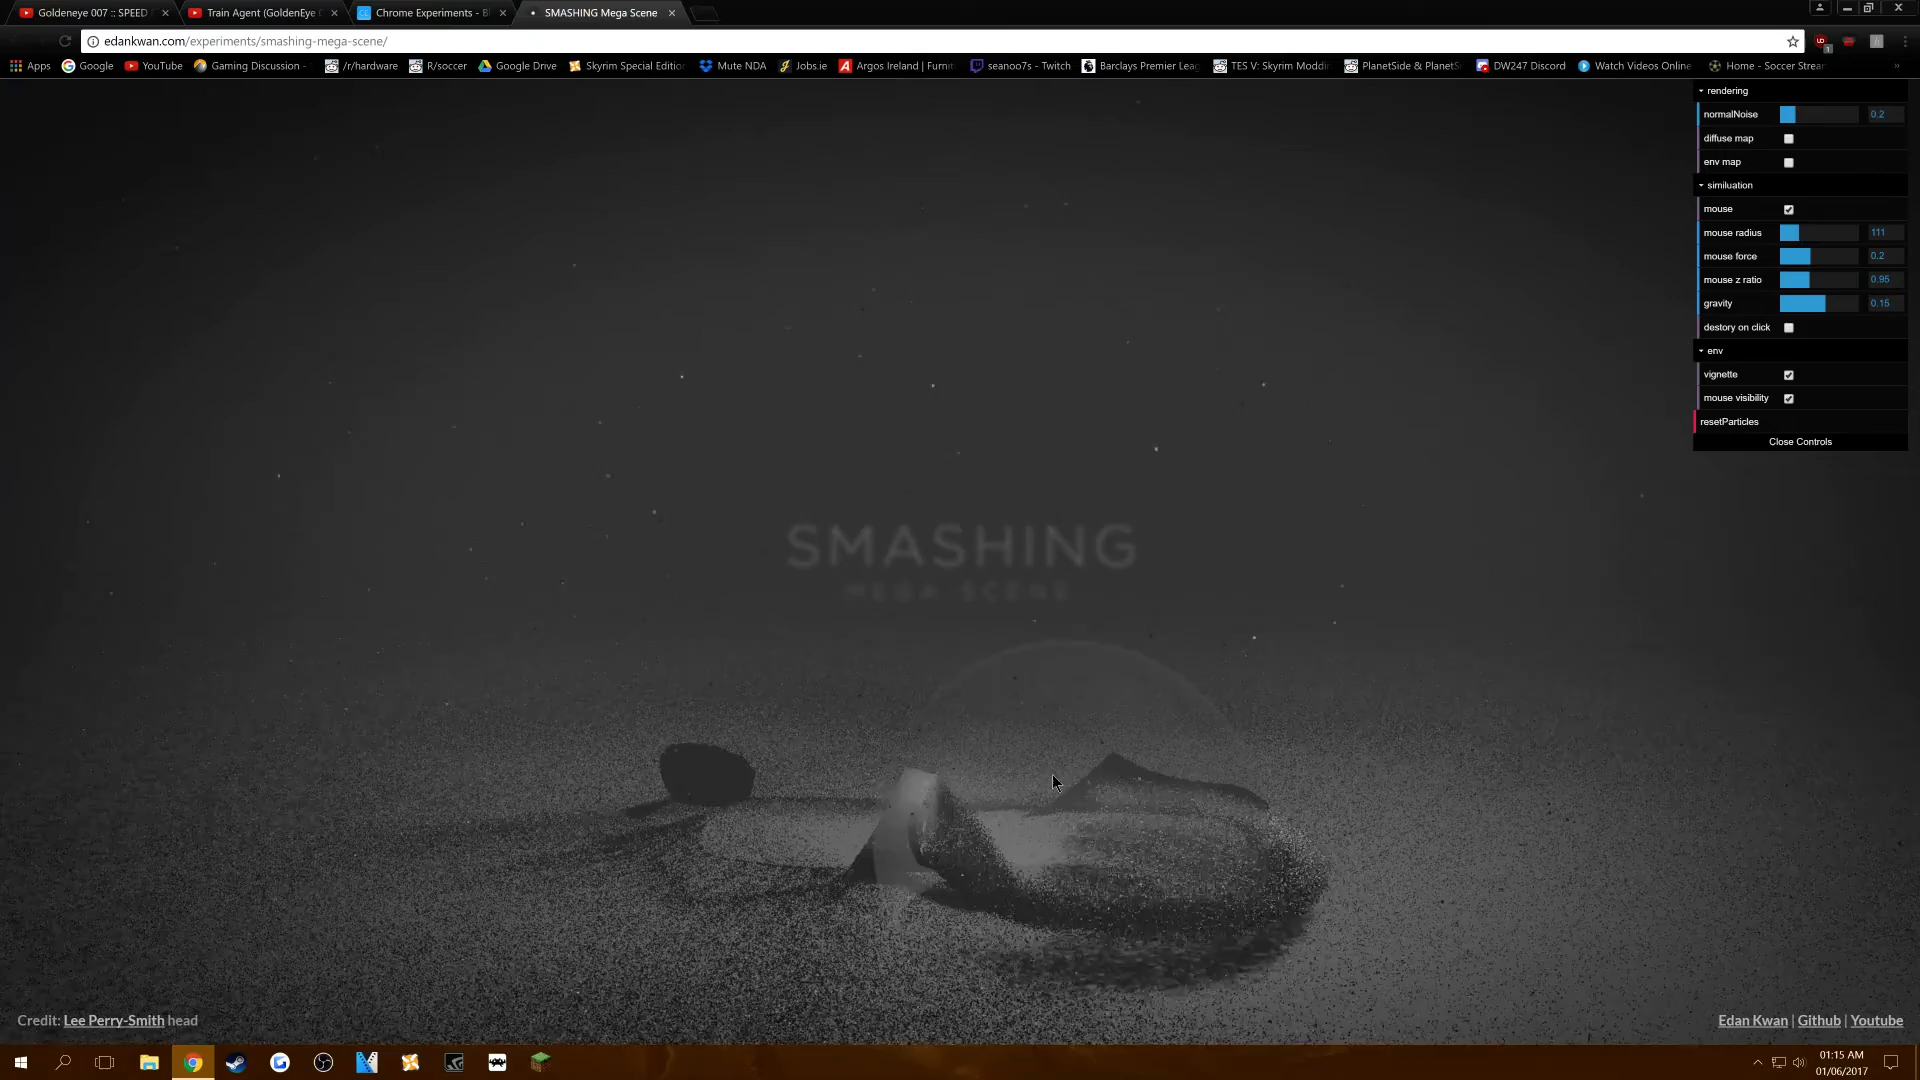 Goldeneye 007 :: SPEED
Train Agent (GoldenEye
Chrome Experiments - B
SMASHING Mega Scene
edankwan.com/experiments/smashing-mega-scene/
Apps
Google
YouTube
Gaming Discussion -
/r/hardware
R/soccer
Google Drive
Skyrim Special Editio
Mute NDA
Jobs.ie
Argos Ireland | Furni
seanoo7s - Twitch
Barclays Premier Lea
TES V: Skyrim Moddi
PlanetSide & PlanetS
DW247 Discord
Watch Videos Online
Home - Soccer Strea
rendering
normalNoise 0.2
diffuse map
env map
similuation
mouse
mouse radius 111
mouse force 0.2
mouse z ratio 0.95
gravity 0.15
destory on click
env
vignette
mouse visibility
resetParticles
Close Controls
SMASHING
MEGA SCENE
Credit: Lee Perry-Smith head
Edan Kwan | Github | Youtube
01:15 AM
01/06/2017